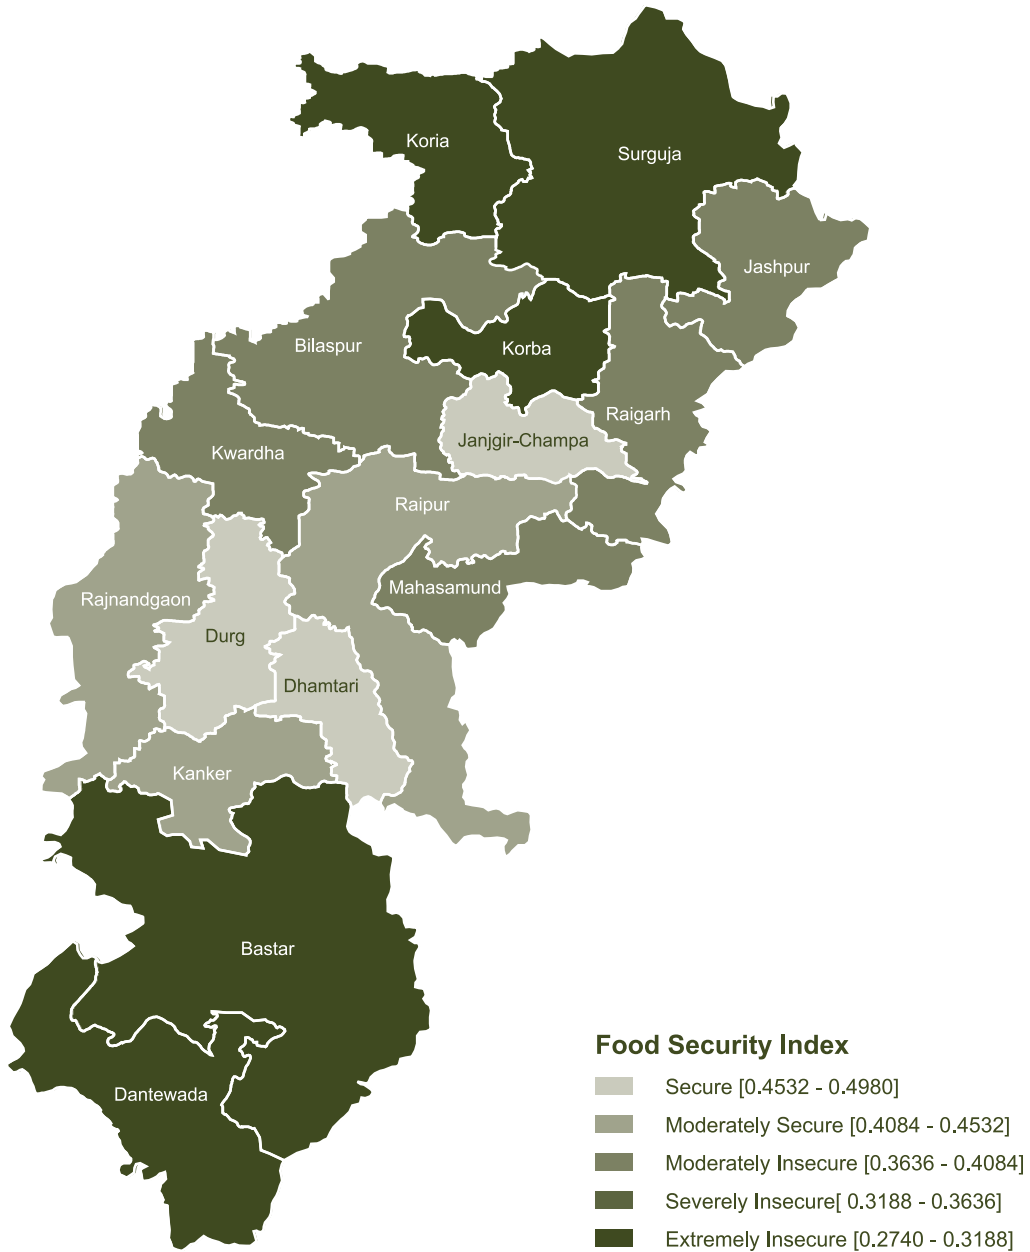 Koria
Surguja
Jashpur
Bilaspur
Korba
Raigarh
Janjgir-Champa
Kwardha
Raipur
Mahasamund
Rajnandgaon
Durg
Dhamtari
Kanker
Bastar
Dantewada
Food Security Index
Secure [0.4532 - 0.4980]
Moderately Secure [0.4084 - 0.4532]
Moderately Insecure [0.3636 - 0.4084]
Severely Insecure[ 0.3188 - 0.3636]
Extremely Insecure [0.2740 - 0.3188]